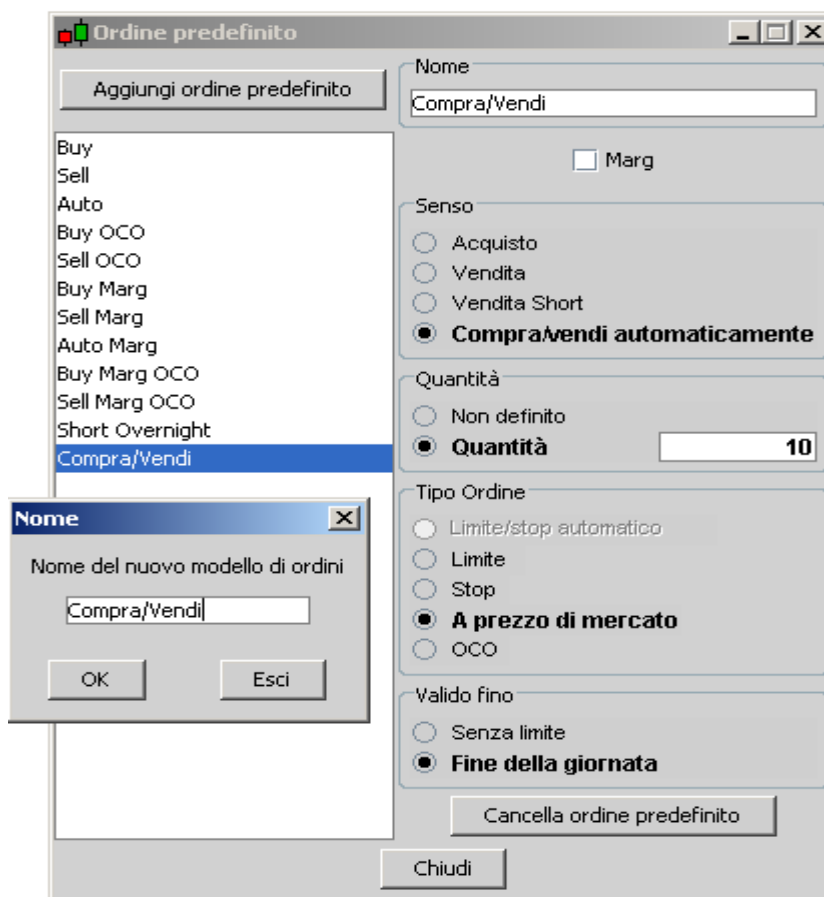 Ordine predefinito
Aggiungi ordine predefinito
Buy
Sell
Auto
Buy OCO
Sell OCO
Buy Marg
Sell Marg
Auto Marg
Buy Marg OCO
Sell Marg OCO
Short Overnight
Compra/Vendi
Nome
Nome del nuovo modello di ordini
Compra/Vendi
OK Esci
Nome
Compra/Vendi
Marg
Senso
Acquisto
Vendita
Vendita Short
Compra/vendi automaticamente
Quantità
Non definito
Quantità 10
Tipo Ordine
Limite/stop automatico
Limite
Stop
A prezzo di mercato
OCO
Valido fino
Senza limite
Fine della giornata
Cancella ordine predefinito
Chiudi